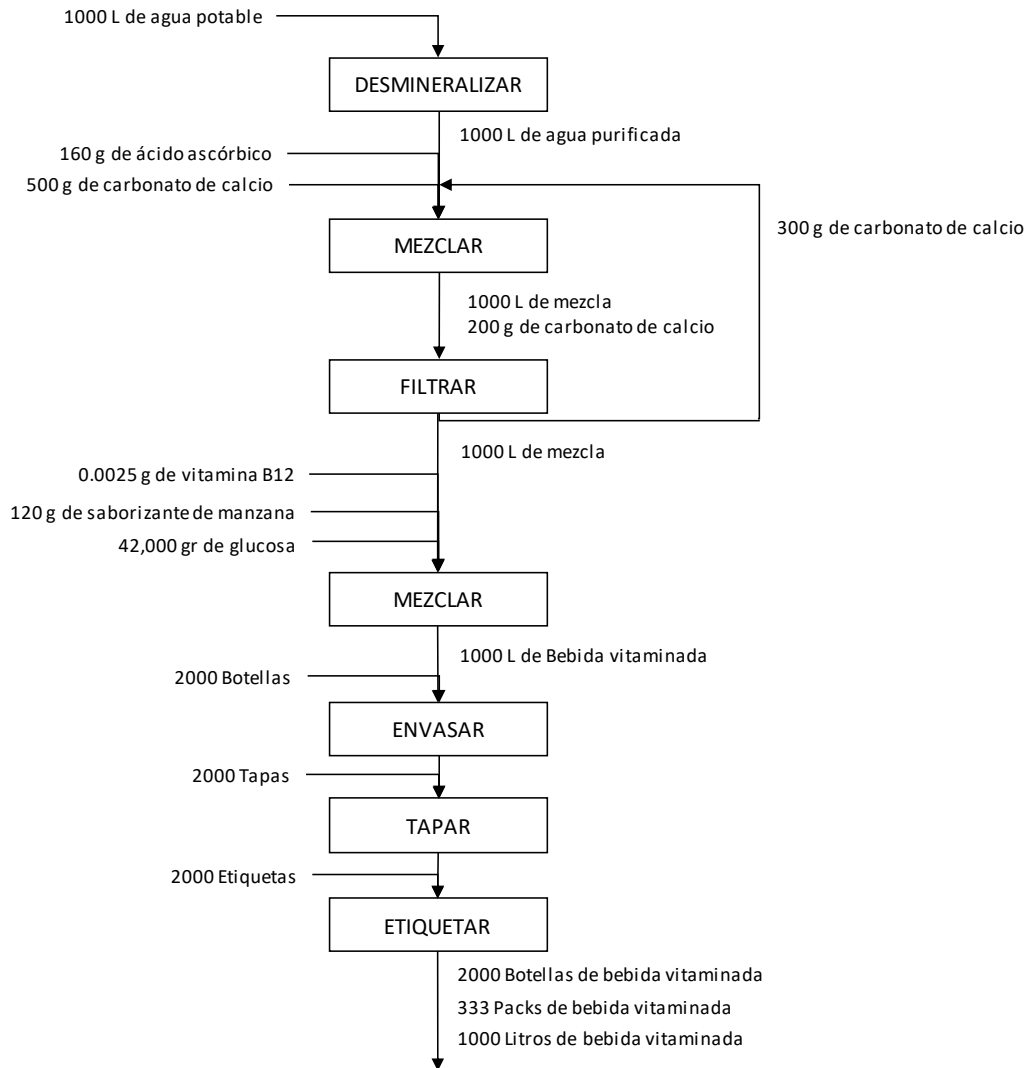 1000 L de agua potable
DESMINERALIZAR
1000 L de agua purificada
160 g de ácido ascórbico
500 g de carbonato de calcio
300 g de carbonato de calcio
MEZCLAR
1000 L de mezcla
200 g de carbonato de calcio
FILTRAR
1000 L de mezcla
0.0025 g de vitamina B12
120 g de saborizante de manzana
42,000 gr de glucosa
MEZCLAR
1000 L de Bebida vitaminada
2000 Botellas
ENVASAR
2000 Tapas
TAPAR
2000 Etiquetas
ETIQUETAR
2000 Botellas de bebida vitaminada
333 Packs de bebida vitaminada
1000 Litros de bebida vitaminada